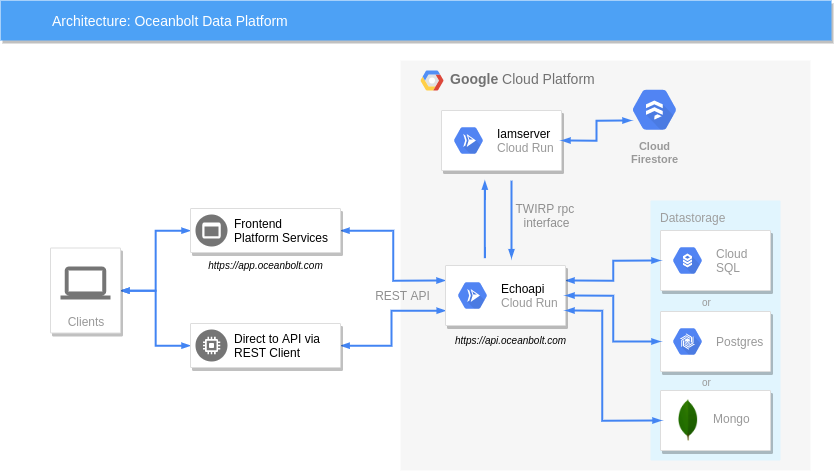 Architecture: Oceanbolt Data Platform
Google Cloud Platform
Iamserver
Cloud Run
Cloud
Firestore
TWIRP rpc
interface
Frontend
Platform Services
https://app.oceanbolt.com
Clients
Direct to API via
REST Client
REST API
Echoapi
Cloud Run
https://api.oceanbolt.com
Datastorage
Cloud
SQL
or
Postgres
or
Mongo